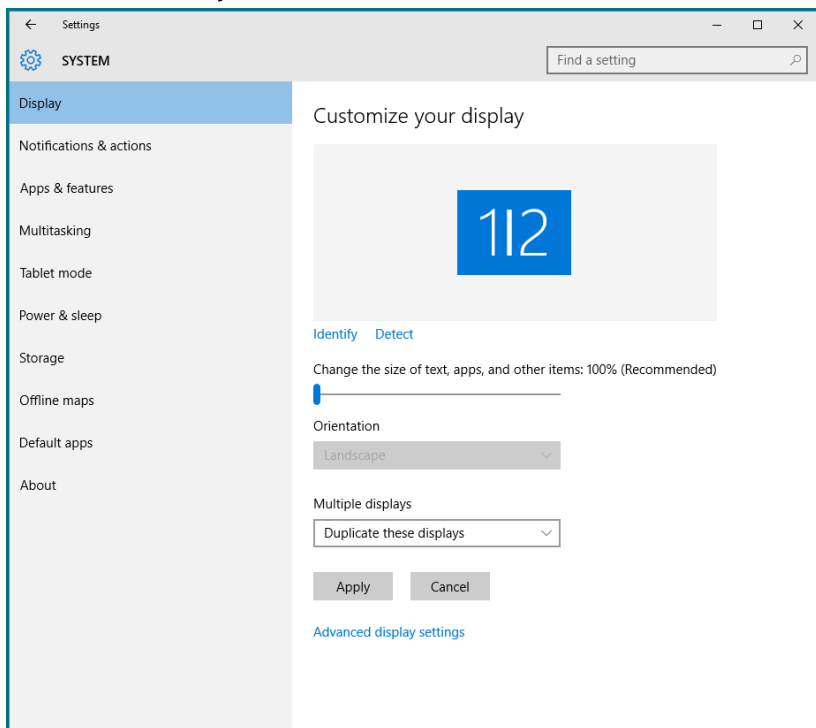 Settings
SYSTEM
Find a setting
Display
Notifications & actions
Apps & features
Multitasking
Tablet mode
Power & sleep
Storage
Offline maps
Default apps
About
Customize your display
1|2
Identify Detect
Change the size of text, apps, and other items: 100% (Recommended)
Orientation
Landscape
Multiple displays
Duplicate these displays
Apply Cancel
Advanced display settings